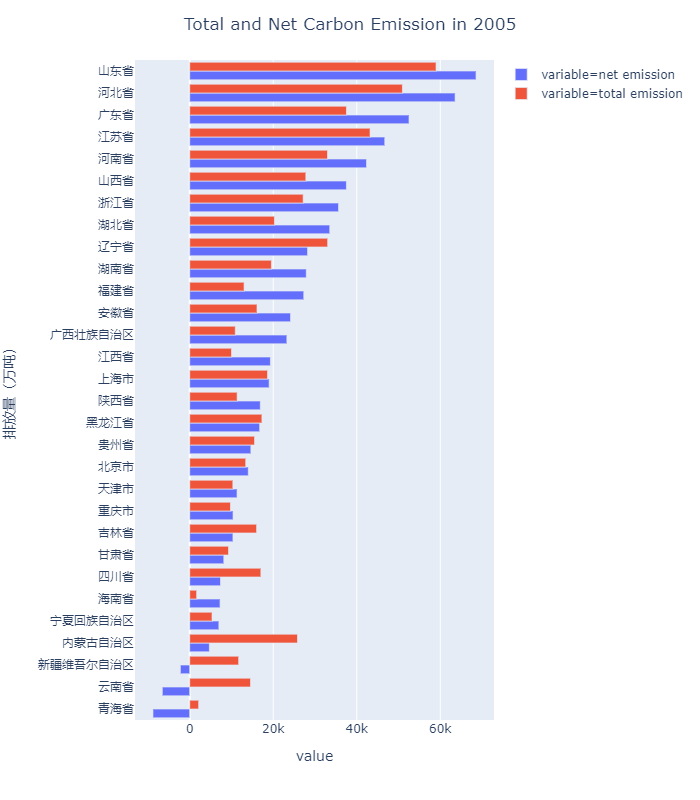 Total and Net Carbon Emission in 2005
variable=net emission
variable=total emission
山东省
河北省
广东省
江苏省
河南省
山西省
浙江省
湖北省
辽宁省
湖南省
福建省
安徽省
广西壮族自治区
江西省
上海市
陕西省
黑龙江省
贵州省
北京市
天津市
重庆市
吉林省
甘肃省
四川省
海南省
宁夏回族自治区
内蒙古自治区
新疆维吾尔自治区
云南省
青海省
排放量（万吨）
0 20k 40k 60k
value